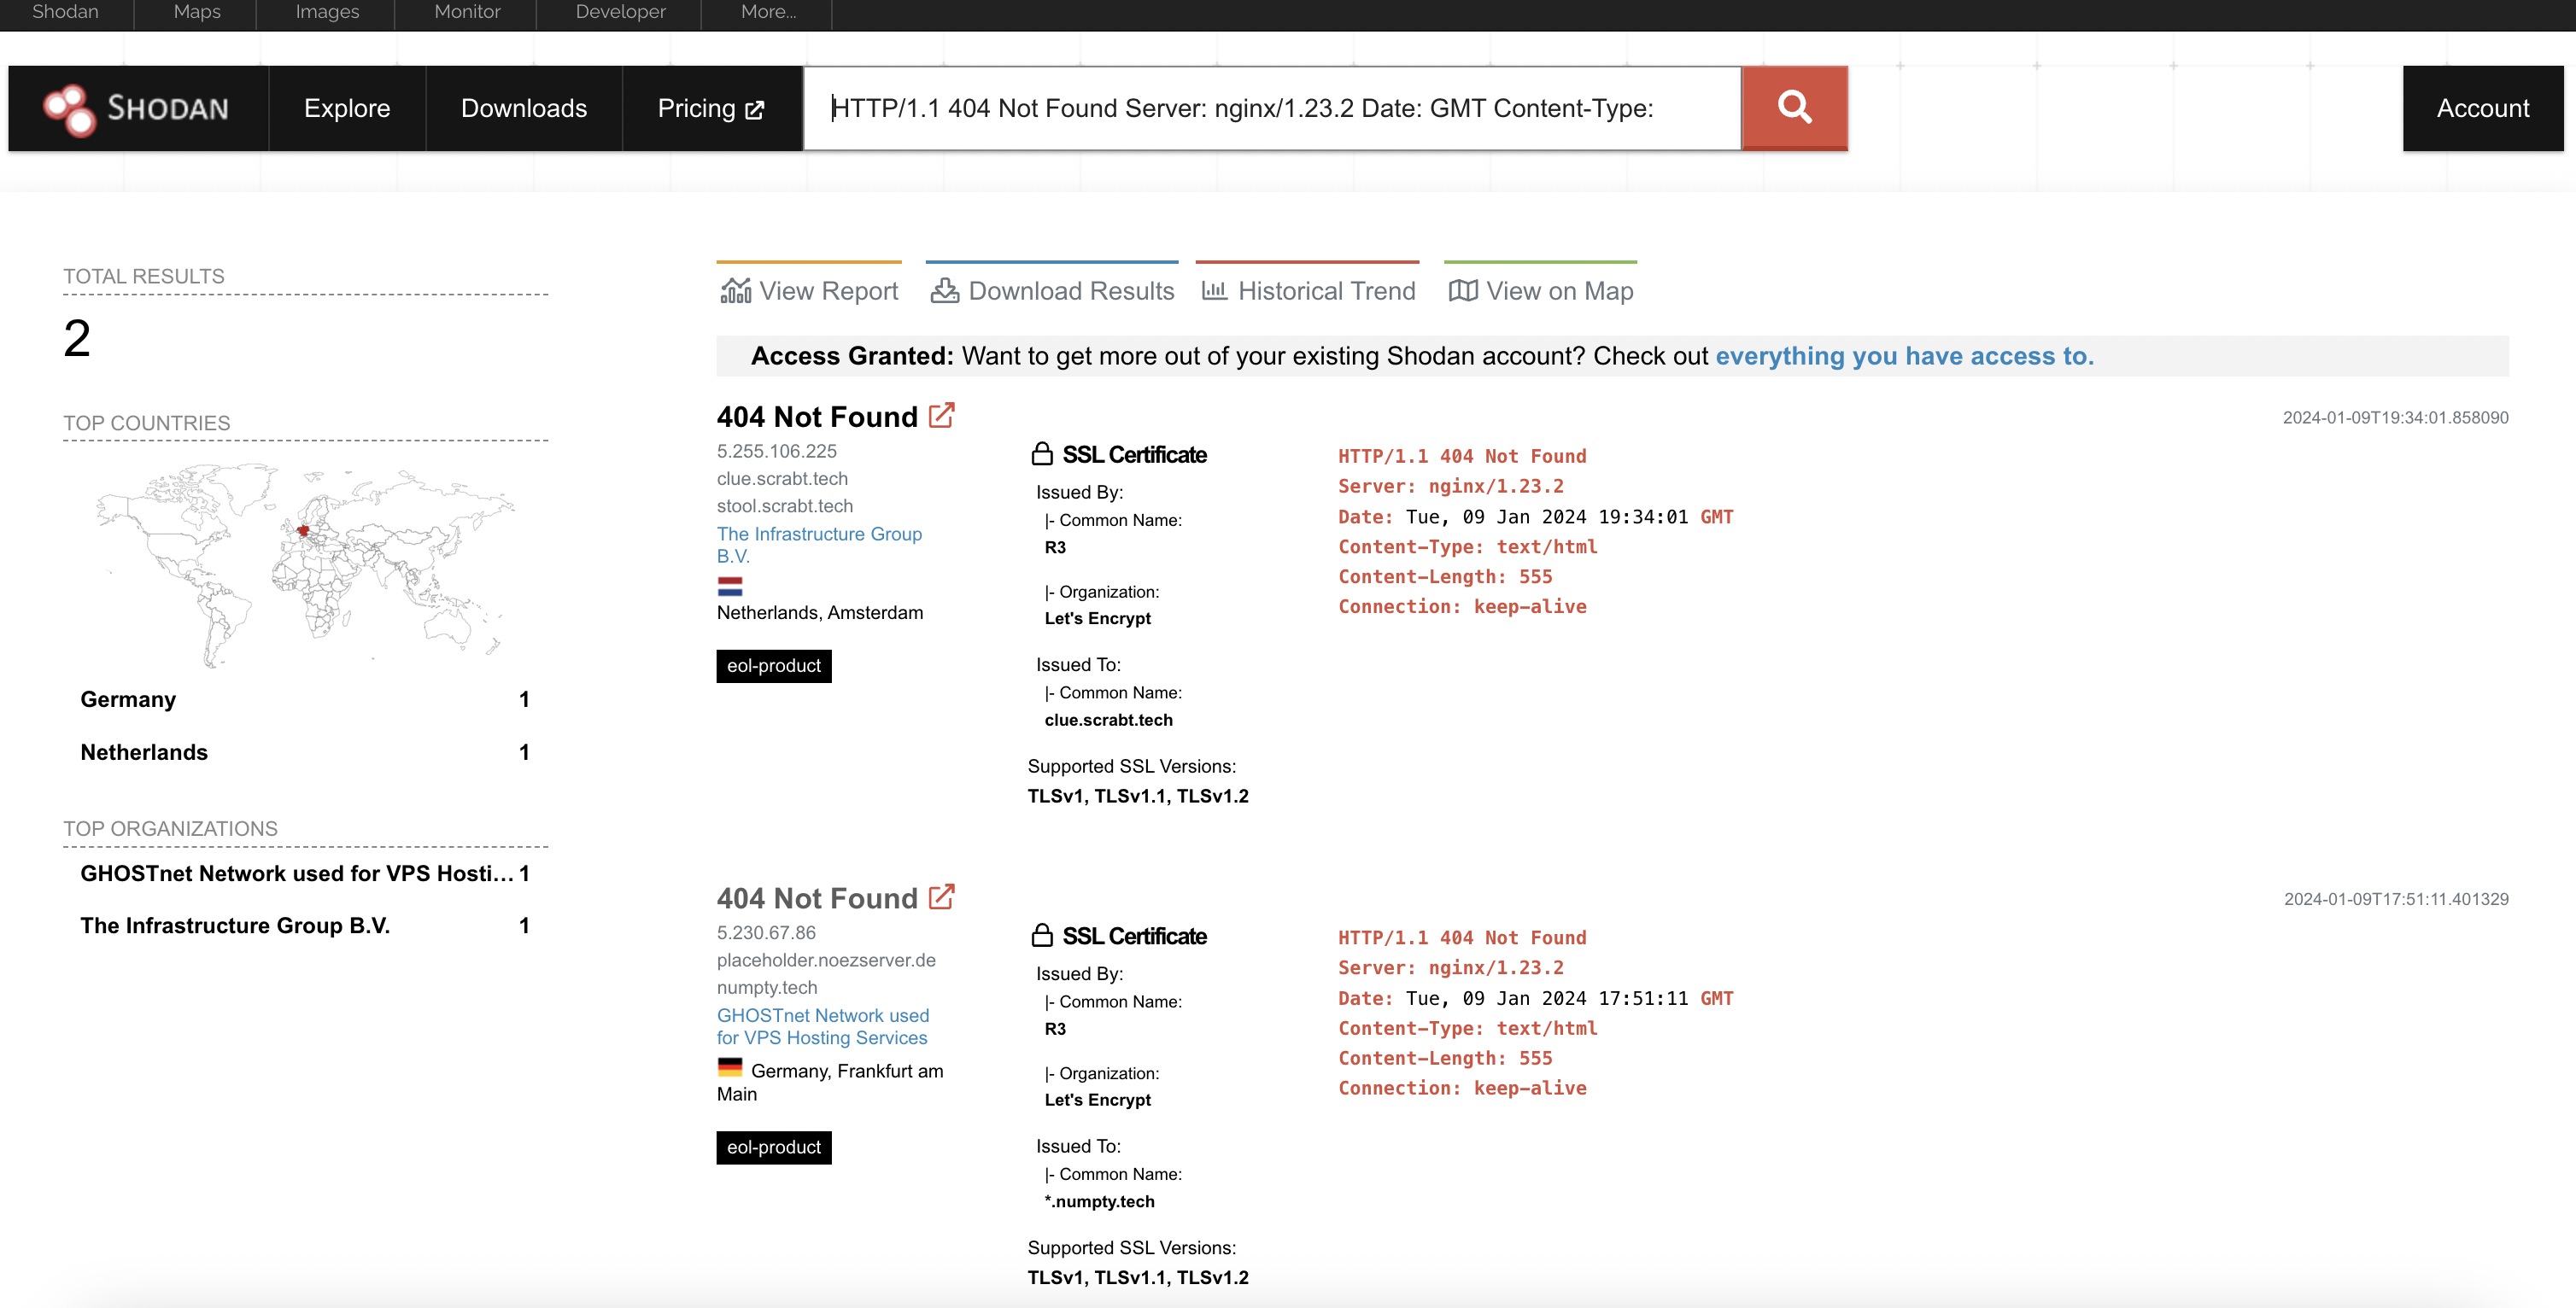 Shodan Maps Images Monitor Developer More...
SHODAN Explore Downloads Pricing HTTP/1.1 404 Not Found Server: nginx/1.23.2 Date: GMT Content-Type: Account
TOTAL RESULTS
2
TOP COUNTRIES
Germany 1
Netherlands 1
TOP ORGANIZATIONS
GHOSTnet Network used for VPS Hosti... 1
The Infrastructure Group B.V. 1
View Report Download Results Historical Trend View on Map
Access Granted: Want to get more out of your existing Shodan account? Check out everything you have access to.
404 Not Found
2024-01-09T19:34:01.858090
5.255.106.225
clue.scrabt.tech
stool.scrabt.tech
The Infrastructure Group
B.V.
Netherlands, Amsterdam
eol-product
SSL Certificate
Issued By:
|- Common Name:
R3
|- Organization:
Let's Encrypt
Issued To:
|- Common Name:
clue.scrabt.tech
Supported SSL Versions:
TLSv1, TLSv1.1, TLSv1.2
HTTP/1.1 404 Not Found
Server: nginx/1.23.2
Date: Tue, 09 Jan 2024 19:34:01 GMT
Content-Type: text/html
Content-Length: 555
Connection: keep-alive
404 Not Found
2024-01-09T17:51:11.401329
5.230.67.86
placeholder.noezserver.de
numpty.tech
GHOSTnet Network used
for VPS Hosting Services
Germany, Frankfurt am
Main
eol-product
SSL Certificate
Issued By:
|- Common Name:
R3
|- Organization:
Let's Encrypt
Issued To:
|- Common Name:
*.numpty.tech
Supported SSL Versions:
TLSv1, TLSv1.1, TLSv1.2
HTTP/1.1 404 Not Found
Server: nginx/1.23.2
Date: Tue, 09 Jan 2024 17:51:11 GMT
Content-Type: text/html
Content-Length: 555
Connection: keep-alive